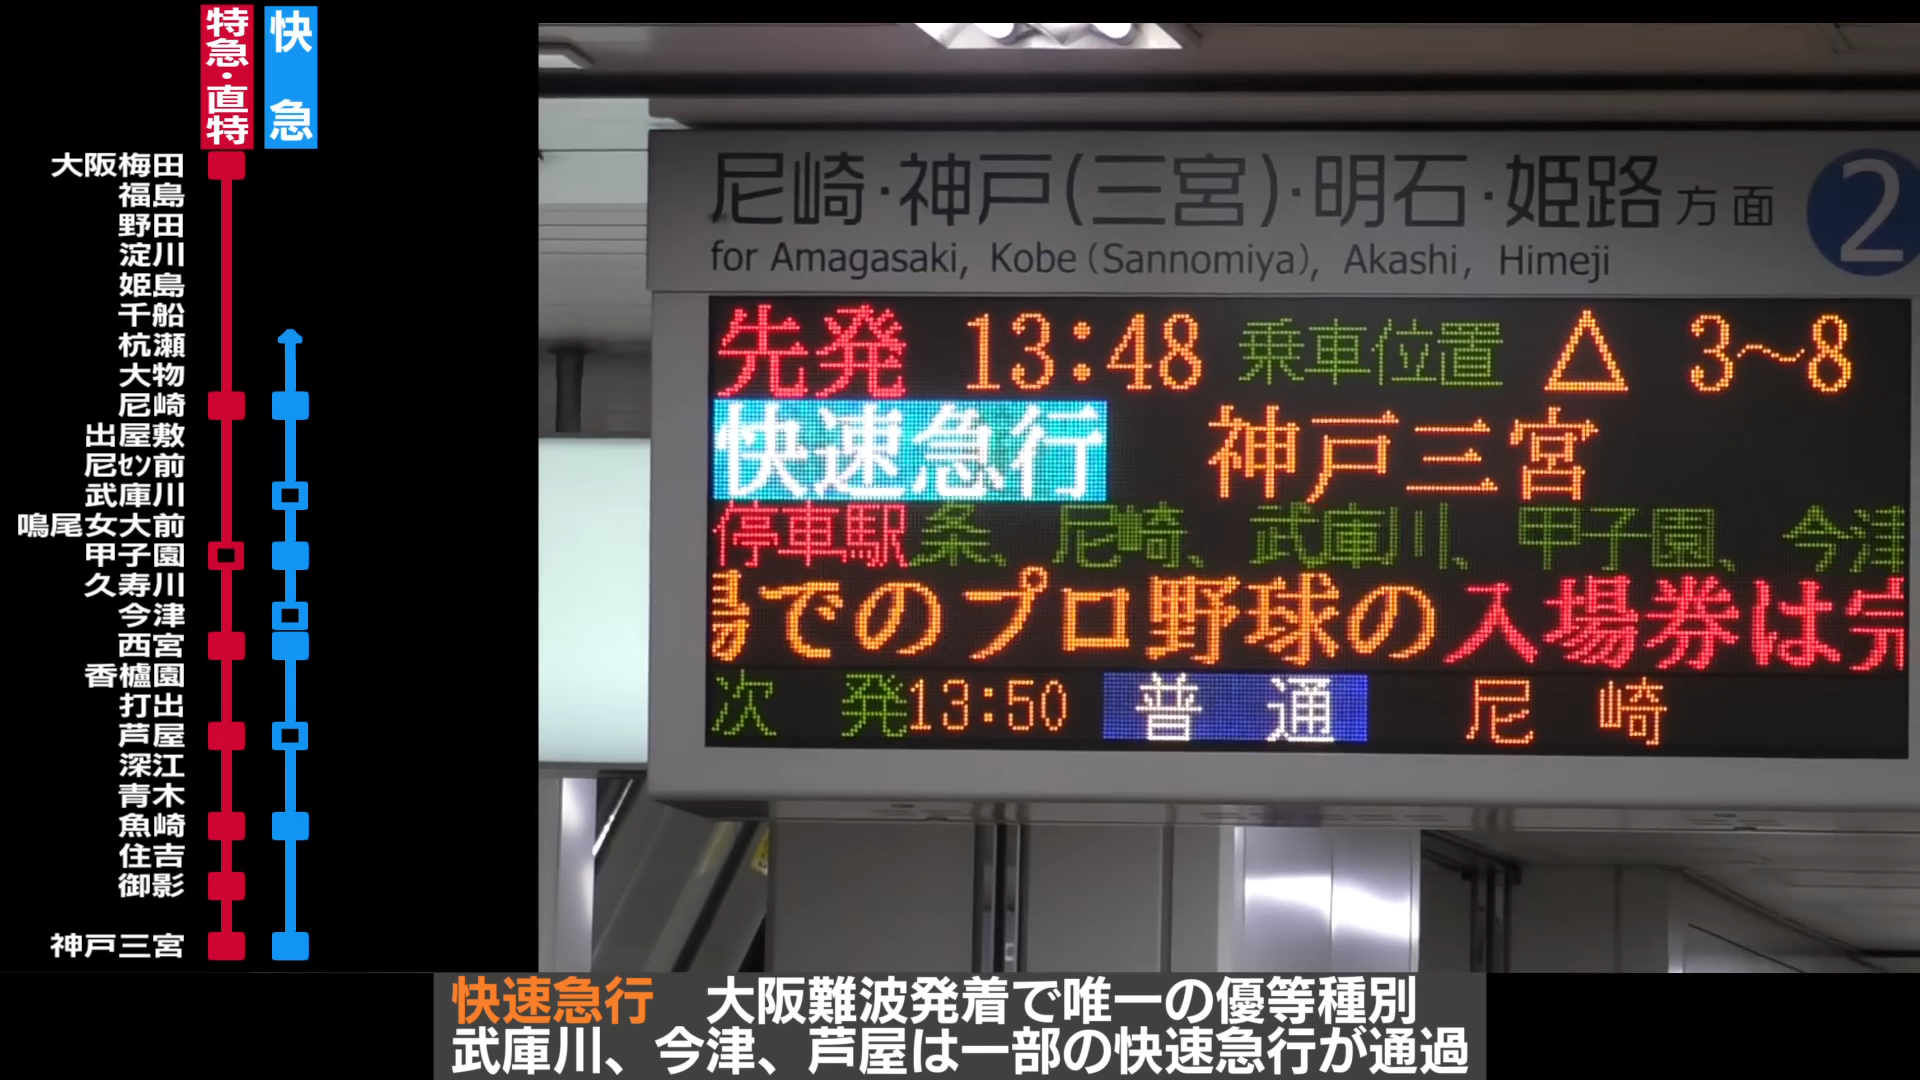 特急・直特
快急
大阪梅田
福島
野田
淀川
姫島
千船
杭瀬
大物
尼崎
出屋敷
尼セン前
武庫川
鳴尾女大前
甲子園
久寿川
今津
西宮
香櫨園
打出
芦屋
深江
青木
魚崎
住吉
御影
神戸三宮
尼崎・神戸(三宮)・明石・姫路方面 2
for Amagasaki, Kobe (Sannomiya), Akashi, Himeji
先発 13:48 乗車位置 △ 3～8
快速急行 神戸三宮
停車駅 条、尼崎、武庫川、甲子園、今津
場でのプロ野球の入場券は完
次発 13:50 普通 尼崎
快速急行 大阪難波発着で唯一の優等種別
武庫川、今津、芦屋は一部の快速急行が通過